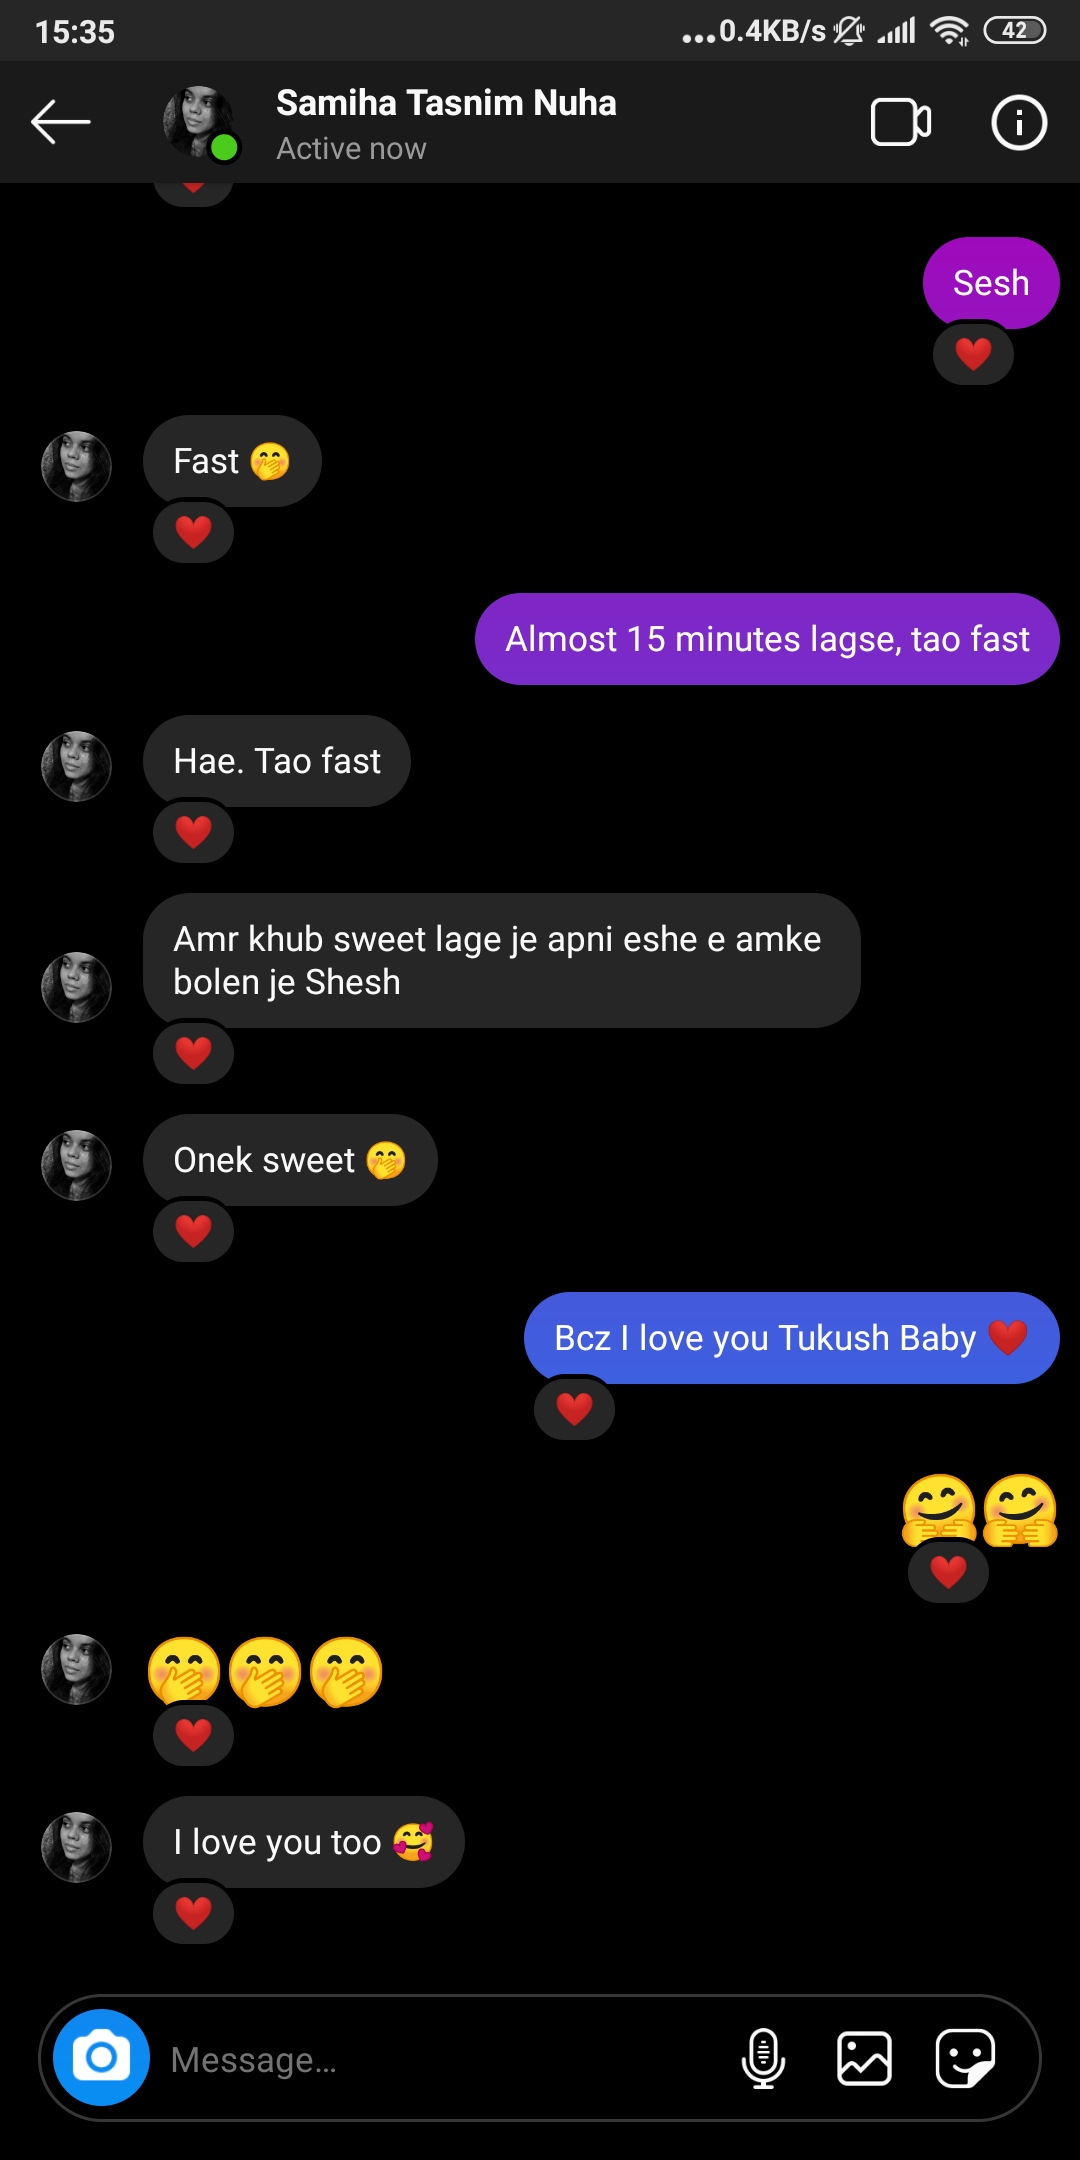 15:35
...0.4KB/s
42
Samiha Tasnim Nuha
Active now
Sesh
❤️
Fast 🤭
❤️
Almost 15 minutes lagse, tao fast
Hae. Tao fast
❤️
Amr khub sweet lage je apni eshe e amke
bolen je Shesh
❤️
Onek sweet 🤭
❤️
Bcz I love you Tukush Baby ❤️
❤️
🤗🤗
❤️
🤭🤭🤭
❤️
I love you too 🥰
❤️
Message...